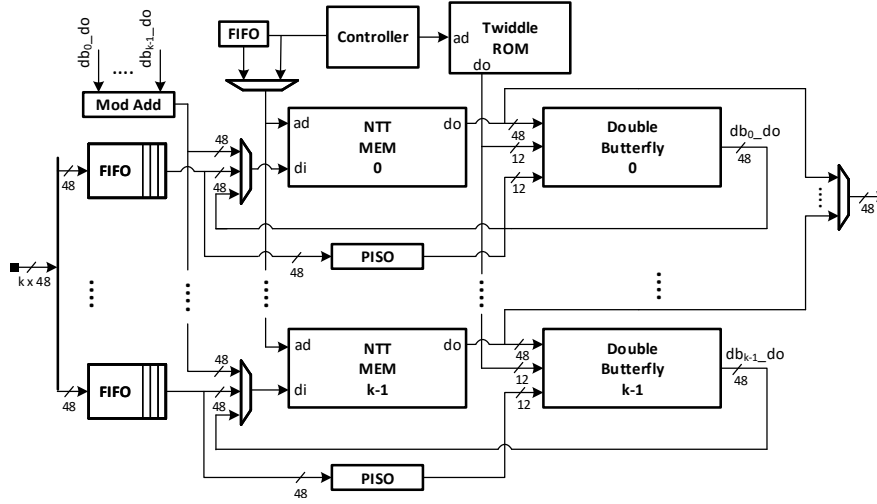 db0_do
dbk-1_do
....
FIFO
Controller
Twiddle
ROM
ad
do
Mod Add
48
ad
NTT
MEM
0
do
di
48
12
12
Double
Butterfly
0
db0_do
48
FIFO
48
48
48
PISO
48
k x 48
48
FIFO
48
48
48
ad
NTT
MEM
k-1
do
di
48
12
12
Double
Butterfly
k-1
dbk-1_do
48
PISO
48